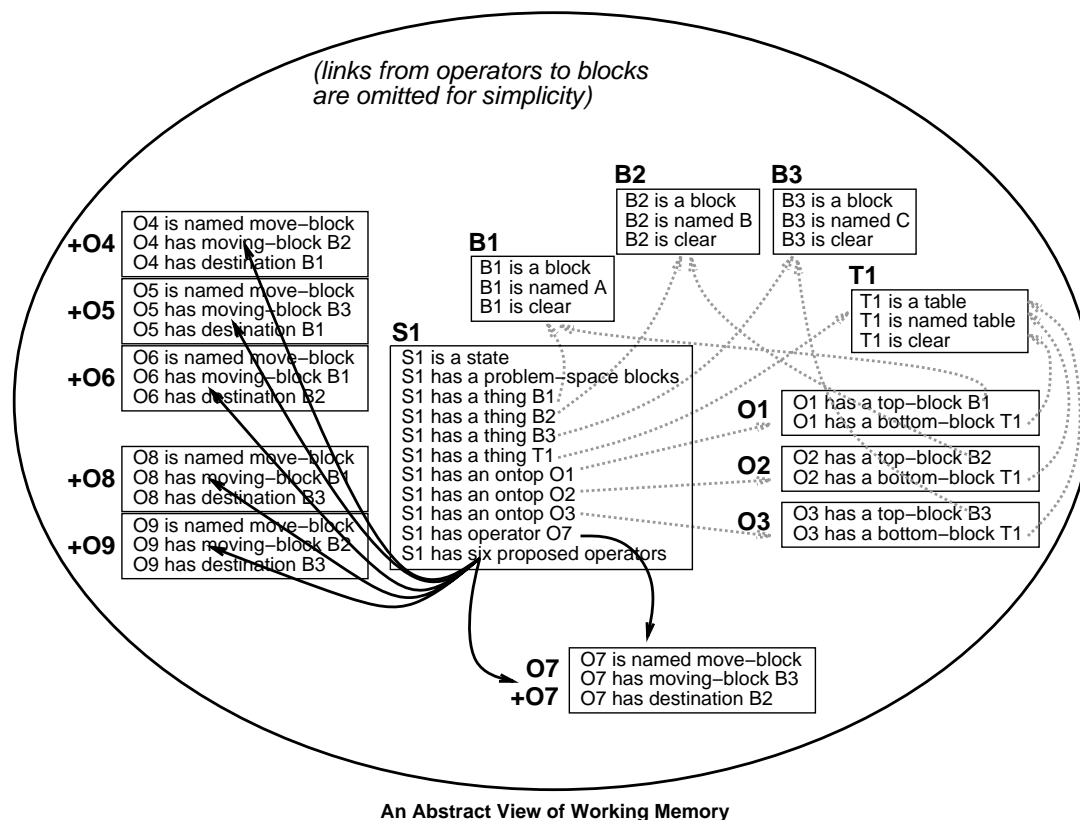 (links from operators to blocks
are omitted for simplicity)
+O4
O4 is named move−block
O4 has moving−block B2
O4 has destination B1
+O5
O5 is named move−block
O5 has moving−block B3
O5 has destination B1
+O6
O6 is named move−block
O6 has moving−block B1
O6 has destination B2
+O8
O8 is named move−block
O8 has moving−block B1
O8 has destination B3
+O9
O9 is named move−block
O9 has moving−block B2
O9 has destination B3
B1
B1 is a block
B1 is named A
B1 is clear
B2
B2 is a block
B2 is named B
B2 is clear
B3
B3 is a block
B3 is named C
B3 is clear
T1
T1 is a table
T1 is named table
T1 is clear
S1
S1 is a state
S1 has a problem−space blocks
S1 has a thing B1
S1 has a thing B2
S1 has a thing B3
S1 has a thing T1
S1 has an ontop O1
S1 has an ontop O2
S1 has an ontop O3
S1 has operator O7
S1 has six proposed operators
O1
O1 has a top−block B1
O1 has a bottom−block T1
O2
O2 has a top−block B2
O2 has a bottom−block T1
O3
O3 has a top−block B3
O3 has a bottom−block T1
O7
+O7
O7 is named move−block
O7 has moving−block B3
O7 has destination B2
An Abstract View of Working Memory